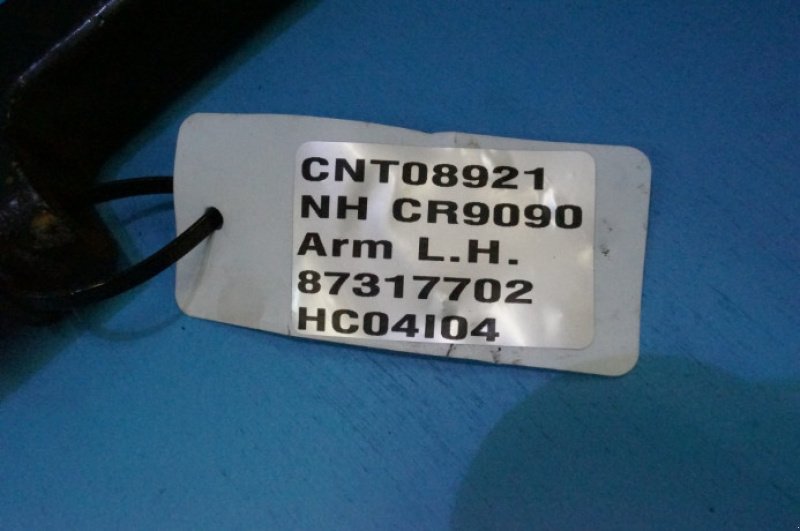 CNT08921
NH CR9090
Arm L.H.
87317702
HC04I04